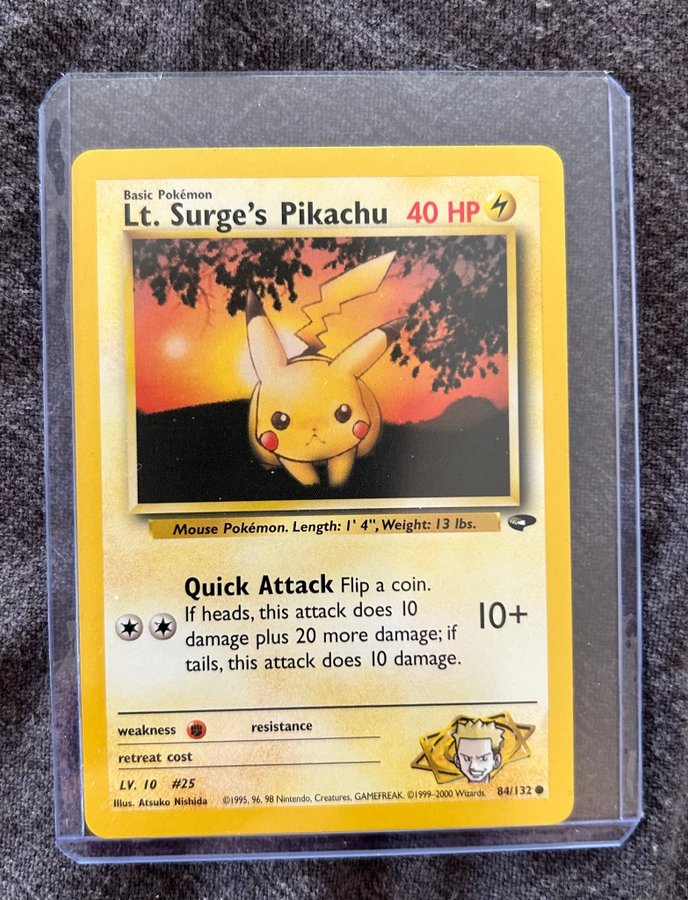 Basic Pokémon
Lt. Surge's Pikachu 40 HP
Mouse Pokémon. Length: 1' 4", Weight: 13 lbs.
Quick Attack Flip a coin.
If heads, this attack does 10
damage plus 20 more damage; if
tails, this attack does 10 damage.
10+
weakness resistance
retreat cost
LV. 10 #25
Illus. Atsuko Nishida ©1995, 96, 98 Nintendo, Creatures, GAMEFREAK. ©1999–2000 Wizards. 84/132